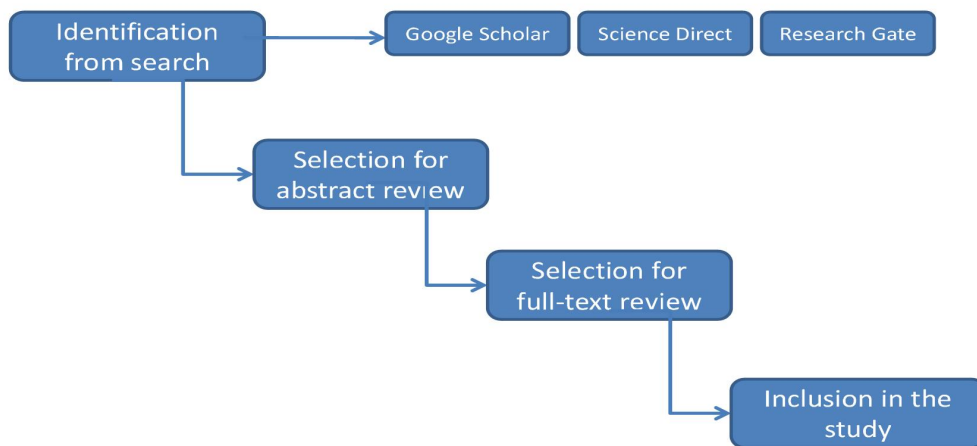 Identification
from search
Google Scholar
Science Direct
Research Gate
Selection for
abstract review
Selection for
full-text review
Inclusion in the
study